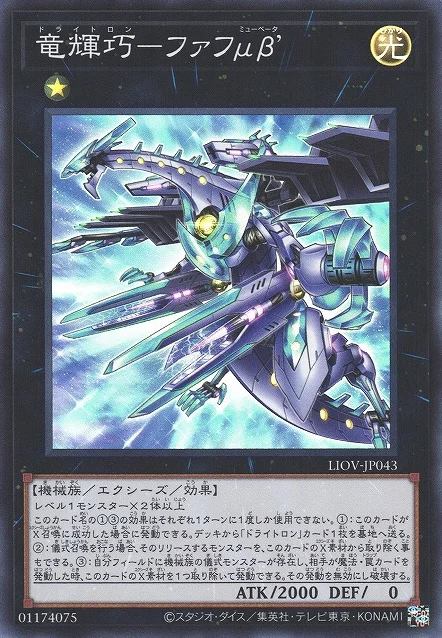 ドライトロン ミューベータ
竜輝巧－ファフμβ’
光
LIOV-JP043
【機械族／エクシーズ／効果】
レベル１モンスター×２体以上
このカード名の①③の効果はそれぞれ１ターンに１度しか使用できない。①：このカードが
X召喚に成功した場合に発動できる。デッキから「ドライトロン」カード１枚を墓地へ送る。
②：儀式召喚を行う場合、そのリリースするモンスターを、このカードのX素材から取り除く事
もできる。③：自分フィールドに機械族の儀式モンスターが存在し、相手が魔法・罠カードを
発動した時、このカードのX素材を１つ取り除いて発動できる。その発動を無効にし破壊する。
ATK/2000 DEF/ 0
01174075 ©スタジオ・ダイス／集英社・テレビ東京・KONAMI